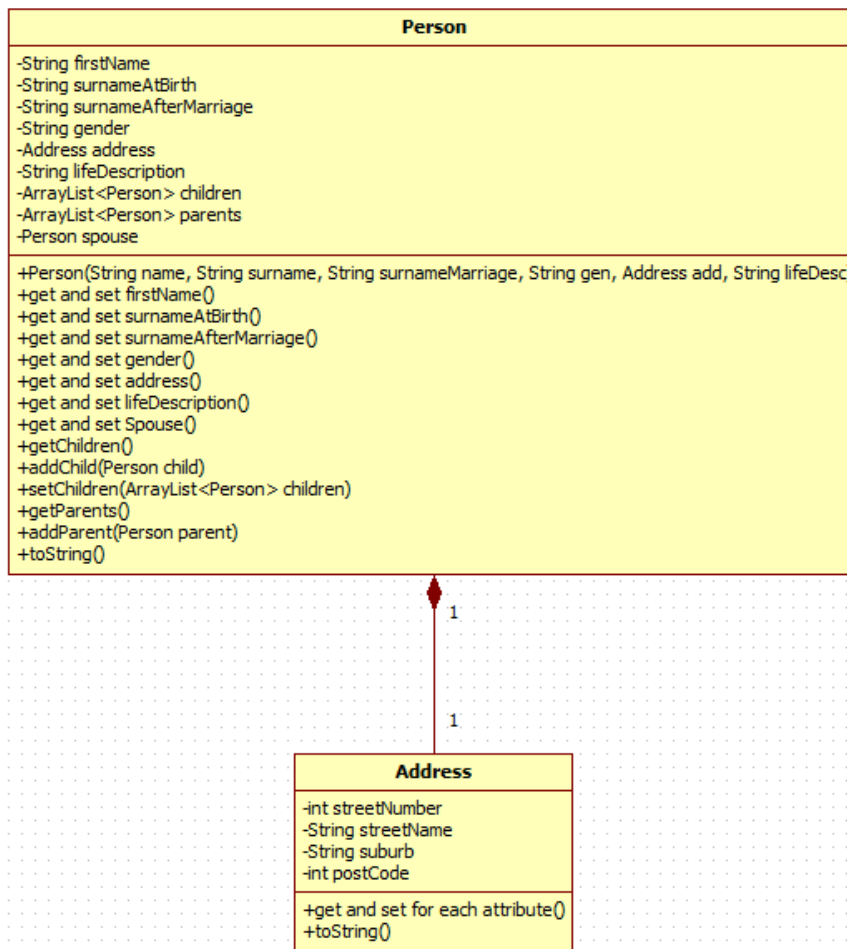 Person
-String firstName
-String surnameAtBirth
-String surnameAfterMarriage
-String gender
-Address address
-String lifeDescription
-ArrayList<Person> children
-ArrayList<Person> parents
-Person spouse
+Person(String name, String surname, String surnameMarriage, String gen, Address add, String lifeDesc
+get and set firstName()
+get and set surnameAtBirth()
+get and set surnameAfterMarriage()
+get and set gender()
+get and set address()
+get and set lifeDescription()
+get and set Spouse()
+getChildren()
+addChild(Person child)
+setChildren(ArrayList<Person> children)
+getParents()
+addParent(Person parent)
+toString()
1
1
Address
-int streetNumber
-String streetName
-String suburb
-int postCode
+get and set for each attribute()
+toString()